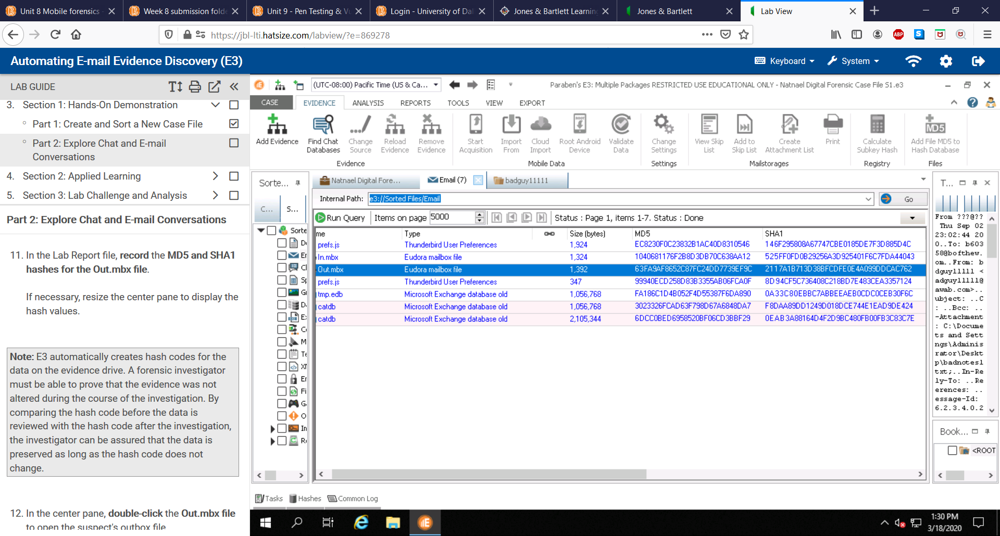 Unit 8 Mobile forensics
Week 8 submission folde
Unit 9 - Pen Testing & Vu
Login - University of Dal
Jones & Bartlett Learning
Jones & Bartlett
Lab View
https://jbl-lti.hatsize.com/labview/?e=869278
Automating E-mail Evidence Discovery (E3)
Keyboard
System
LAB GUIDE
3. Section 1: Hands-On Demonstration
Part 1: Create and Sort a New Case File
Part 2: Explore Chat and E-mail
Conversations
4. Section 2: Applied Learning
5. Section 3: Lab Challenge and Analysis
Part 2: Explore Chat and E-mail Conversations
11. In the Lab Report file, record the MD5 and SHA1
hashes for the Out.mbx file.
If necessary, resize the center pane to display the
hash values.
Note: E3 automatically creates hash codes for the
data on the evidence drive. A forensic investigator
must be able to prove that the evidence was not
altered during the course of the investigation. By
comparing the hash code before the data is
reviewed with the hash code after the investigation,
the investigator can be assured that the data is
preserved as long as the hash code does not
change.
12. In the center pane, double-click the Out.mbx file
to open the suspect's outbox file
(UTC-08:00) Pacific Time (US & Ca...
Paraben's E3: Multiple Packages RESTRICTED USE EDUCATIONAL ONLY - Natnael Digital Forensic Case File S1.e3
CASE EVIDENCE ANALYSIS REPORTS TOOLS VIEW EXPORT
Add Evidence
Find Chat
Databases
Change
Source
Reload
Evidence
Remove
Evidence
Start
Acquisition
Import
From
Cloud
Import
Root Android
Device
Validate
Data
Change
Settings
View Skip
List
Add to
Skip List
Create
Attachment List
Print
Calculate
Subkey Hash
MD5
Add File MD5 to
Hash Database
Evidence
Mobile Data
Settings
Mailstorages
Registry
Files
Sorte...
C...
S...
Sorte
D
E
Cl
Sp
G
D
E
C
M
Te
XI
Er
Fi
G
O
In
R
Natnael Digital Fore...
Email (7)
badguy11111
Internal Path: e3://Sorted Files/Email
Go
Run Query
Items on page 5000
Status : Page 1, items 1-7. Status : Done
me Type Size (bytes) MD5 SHA1
prefs.js Thunderbird User Preferences 1,924 EC8230F0C23832B1AC40D8310546 146F295808A67747CBE0185DE7F3D885D4C
In.mbx Eudora mailbox file 1,324 1040681176F2B8D3DB70C638AA12 525FF0FD0B29256A3D925401F6C7FDA44043
Out.mbx Eudora mailbox file 1,392 63FA9AF8652C87FC24DD7739EF9C 2117A1B713D38BFCDFE0E4A099DDCAC762
prefs.js Thunderbird User Preferences 347 99940ECD258D83B3355AB06FCA0F 8D94CF5C736408C218BD7E483CEA3357124
tmp.edb Microsoft Exchange database old 1,056,768 FA186C1D4B052F4D55387F6DA890 0A33C80EBBC7ABBEEAEB0CDC0CEB30F6C
catdb Microsoft Exchange database old 1,056,768 3023326FCAD63F798D67A6848DA7 F8DAA89DD1249D018DCE744E1EAD9DE424
catdb Microsoft Exchange database old 2,105,344 6DCC0BED6958520BF06CD3BBF29 0EAB3A88164D4F2D9BC480FB00FB3C83C7E
T...
From ???@??
Thu Sep 02
23:02:44 20
0..To: b603
58@bofthew.
om..From: b
dguy11111 <
adguy11111@
awab.com>..
ubject: ..C
: ..Bcc: ..
-Attachment
: C:\Docume
ts and Sett
ngs\Adminis
rator\Deskt
p\badnotes1
txt;..In-Re
ly-To: ..Re
erences: ..
essage-Id:
6.2.3.4.0.2
Book...
<ROOT
Tasks
Hashes
Common Log
1:30 PM
3/18/2020